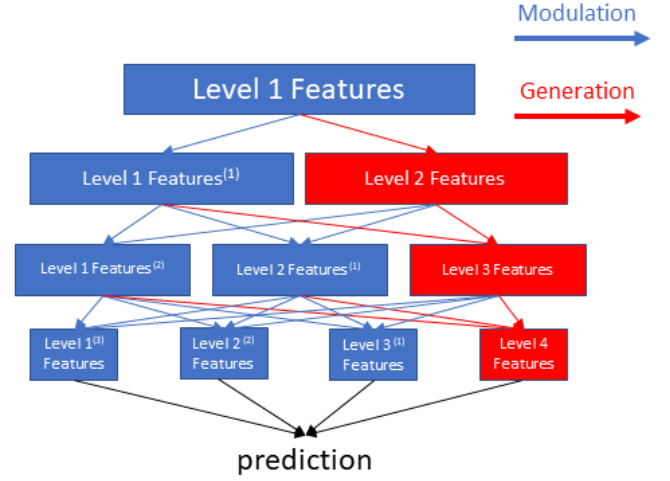 Modulation
Level 1 Features
Generation
Level 1 Features⁽¹⁾
Level 2 Features
Level 1 Features⁽²⁾
Level 2 Features⁽¹⁾
Level 3 Features
Level 1⁽³⁾
Features
Level 2⁽²⁾
Features
Level 3⁽¹⁾
Features
Level 4
Features
prediction